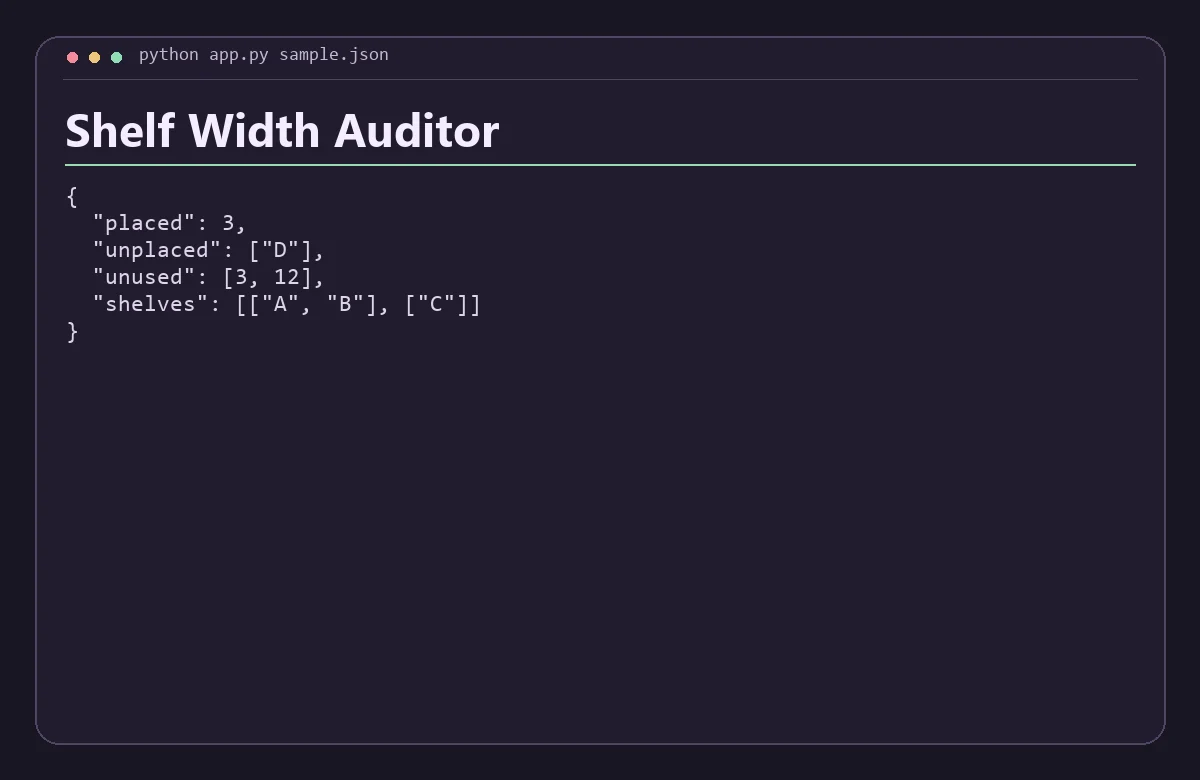 python app.py sample.json
Shelf Width Auditor
{
  "placed": 3,
  "unplaced": ["D"],
  "unused": [3, 12],
  "shelves": [["A", "B"], ["C"]]
}